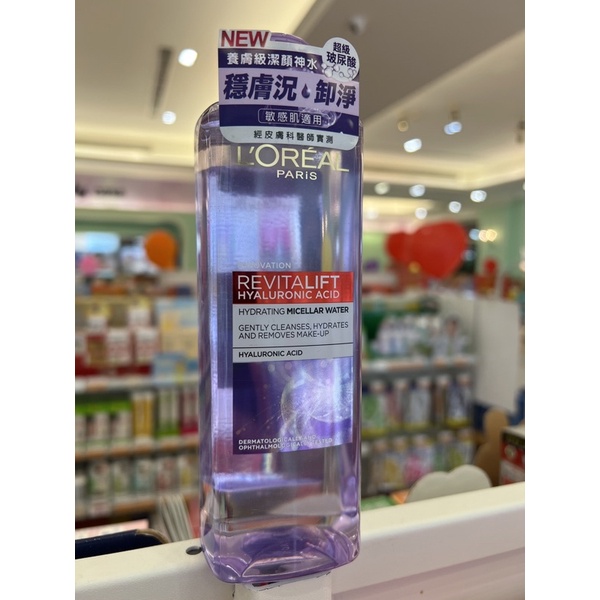 NEW
養膚級潔顏神水
超級
玻尿酸
穩膚況 卸淨
敏感肌適用
經皮膚科醫師實測
L'ORÉAL
PARIS
REVITALIFT
HYALURONIC ACID
HYDRATING MICELLAR WATER
GENTLY CLEANSES, HYDRATES
AND REMOVES MAKE-UP
HYALURONIC ACID